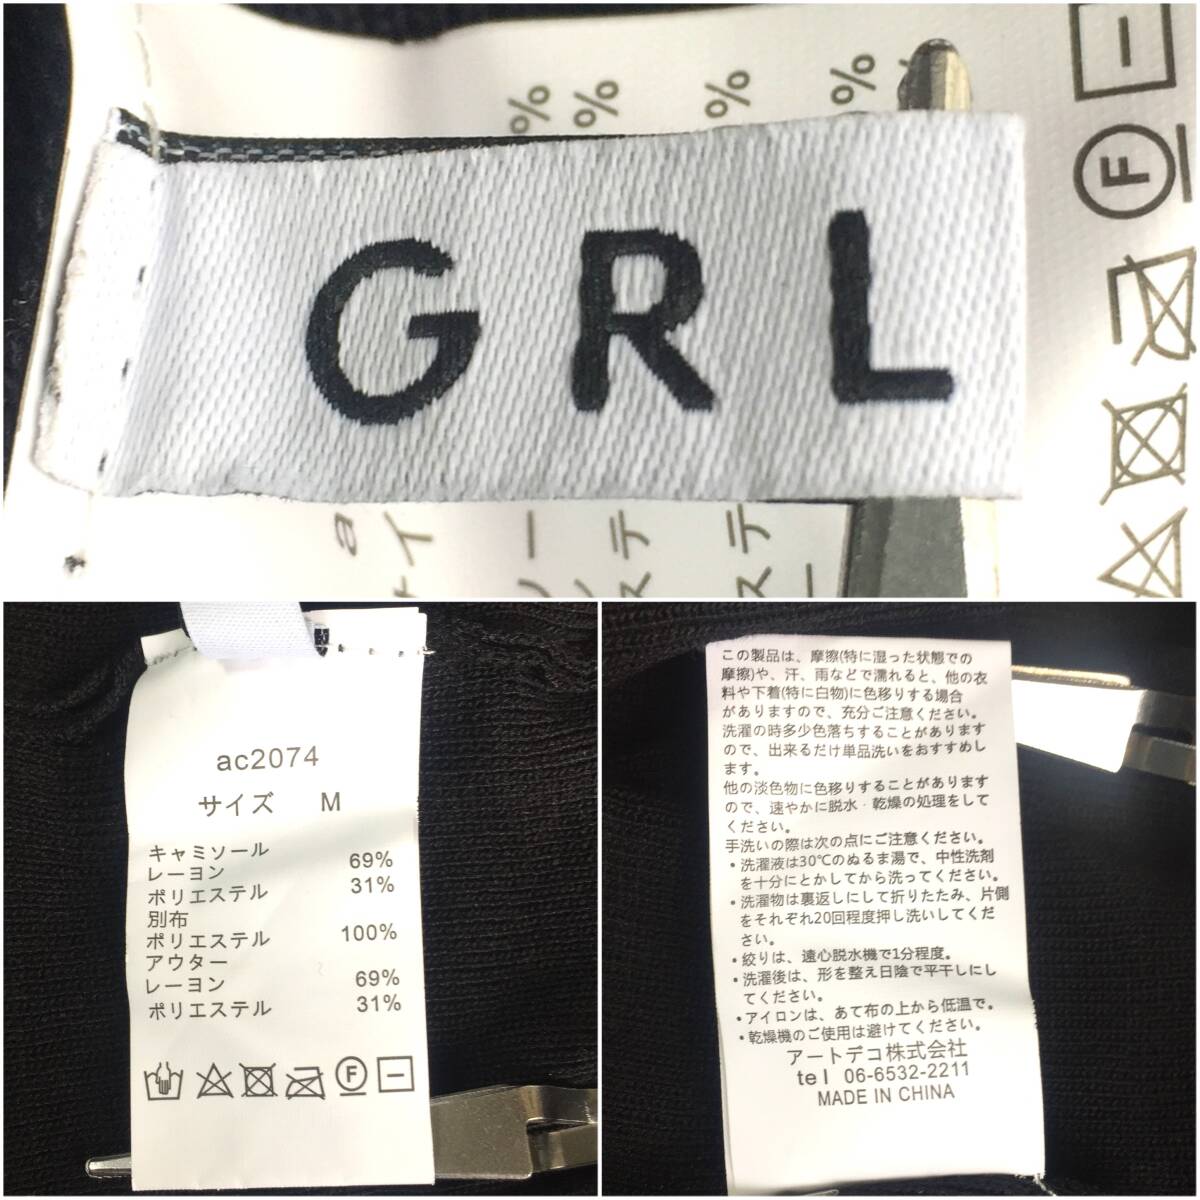 GRL
%
%
%
%
F
ac2074
サイズ M
キャミソール
レーヨン 69%
ポリエステル 31%
別布
ポリエステル 100%
アウター
レーヨン 69%
ポリエステル 31%
F
この製品は、摩擦(特に湿った状態での
摩擦)や、汗、雨などで濡れると、他の衣
料や下着(特に白物)に色移りする場合
がありますので、充分ご注意ください。
洗濯の時多少色落ちすることがあります
ので、出来るだけ単品洗いをおすすめし
ます。
他の淡色物に色移りすることがあります
ので、速やかに脱水・乾燥の処理をして
ください。
手洗いの際は次の点にご注意ください。
・洗濯液は30℃のぬるま湯で、中性洗剤
を十分にとかしてから洗ってください。
・洗濯物は裏返しにして折りたたみ、片側
をそれぞれ20回程度押し洗いしてくだ
さい。
・絞りは、遠心脱水機で1分程度。
・洗濯後は、形を整え日陰で平干しにし
てください。
・アイロンは、あて布の上から低温で。
・乾燥機のご使用は避けてください。
アートデコ株式会社
tel 06-6532-2211
MADE IN CHINA